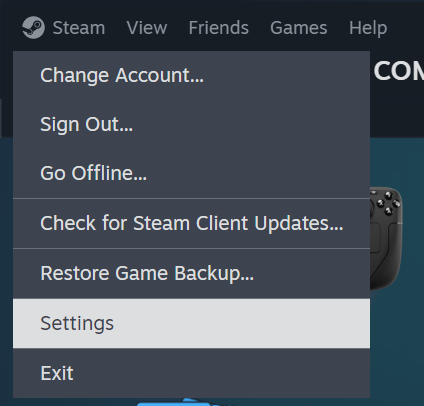 Steam View Friends Games Help
Change Account...
COM
Sign Out...
Go Offline...
Check for Steam Client Updates...
Restore Game Backup...
Settings
Exit